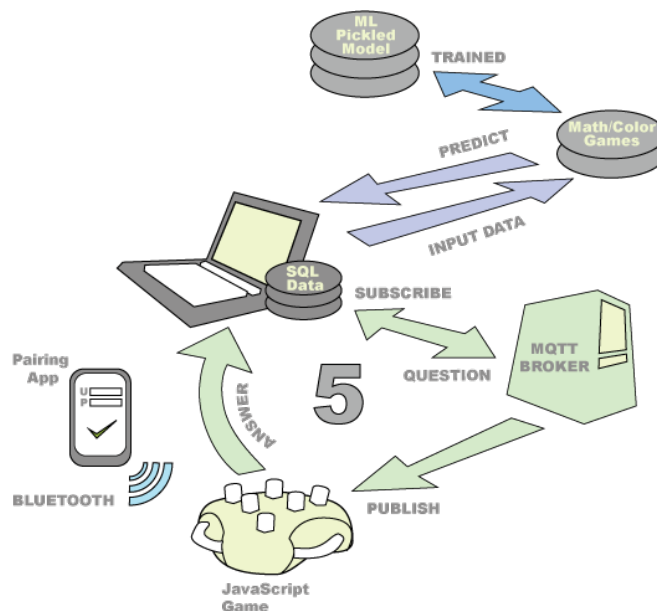 ML
Pickled
Model
TRAINED
Math/Color
Games
PREDICT
INPUT DATA
SQL
Data
SUBSCRIBE
MQTT
BROKER
QUESTION
Pairing
App
U
P
5
ANSWER
BLUETOOTH
PUBLISH
JavaScript
Game